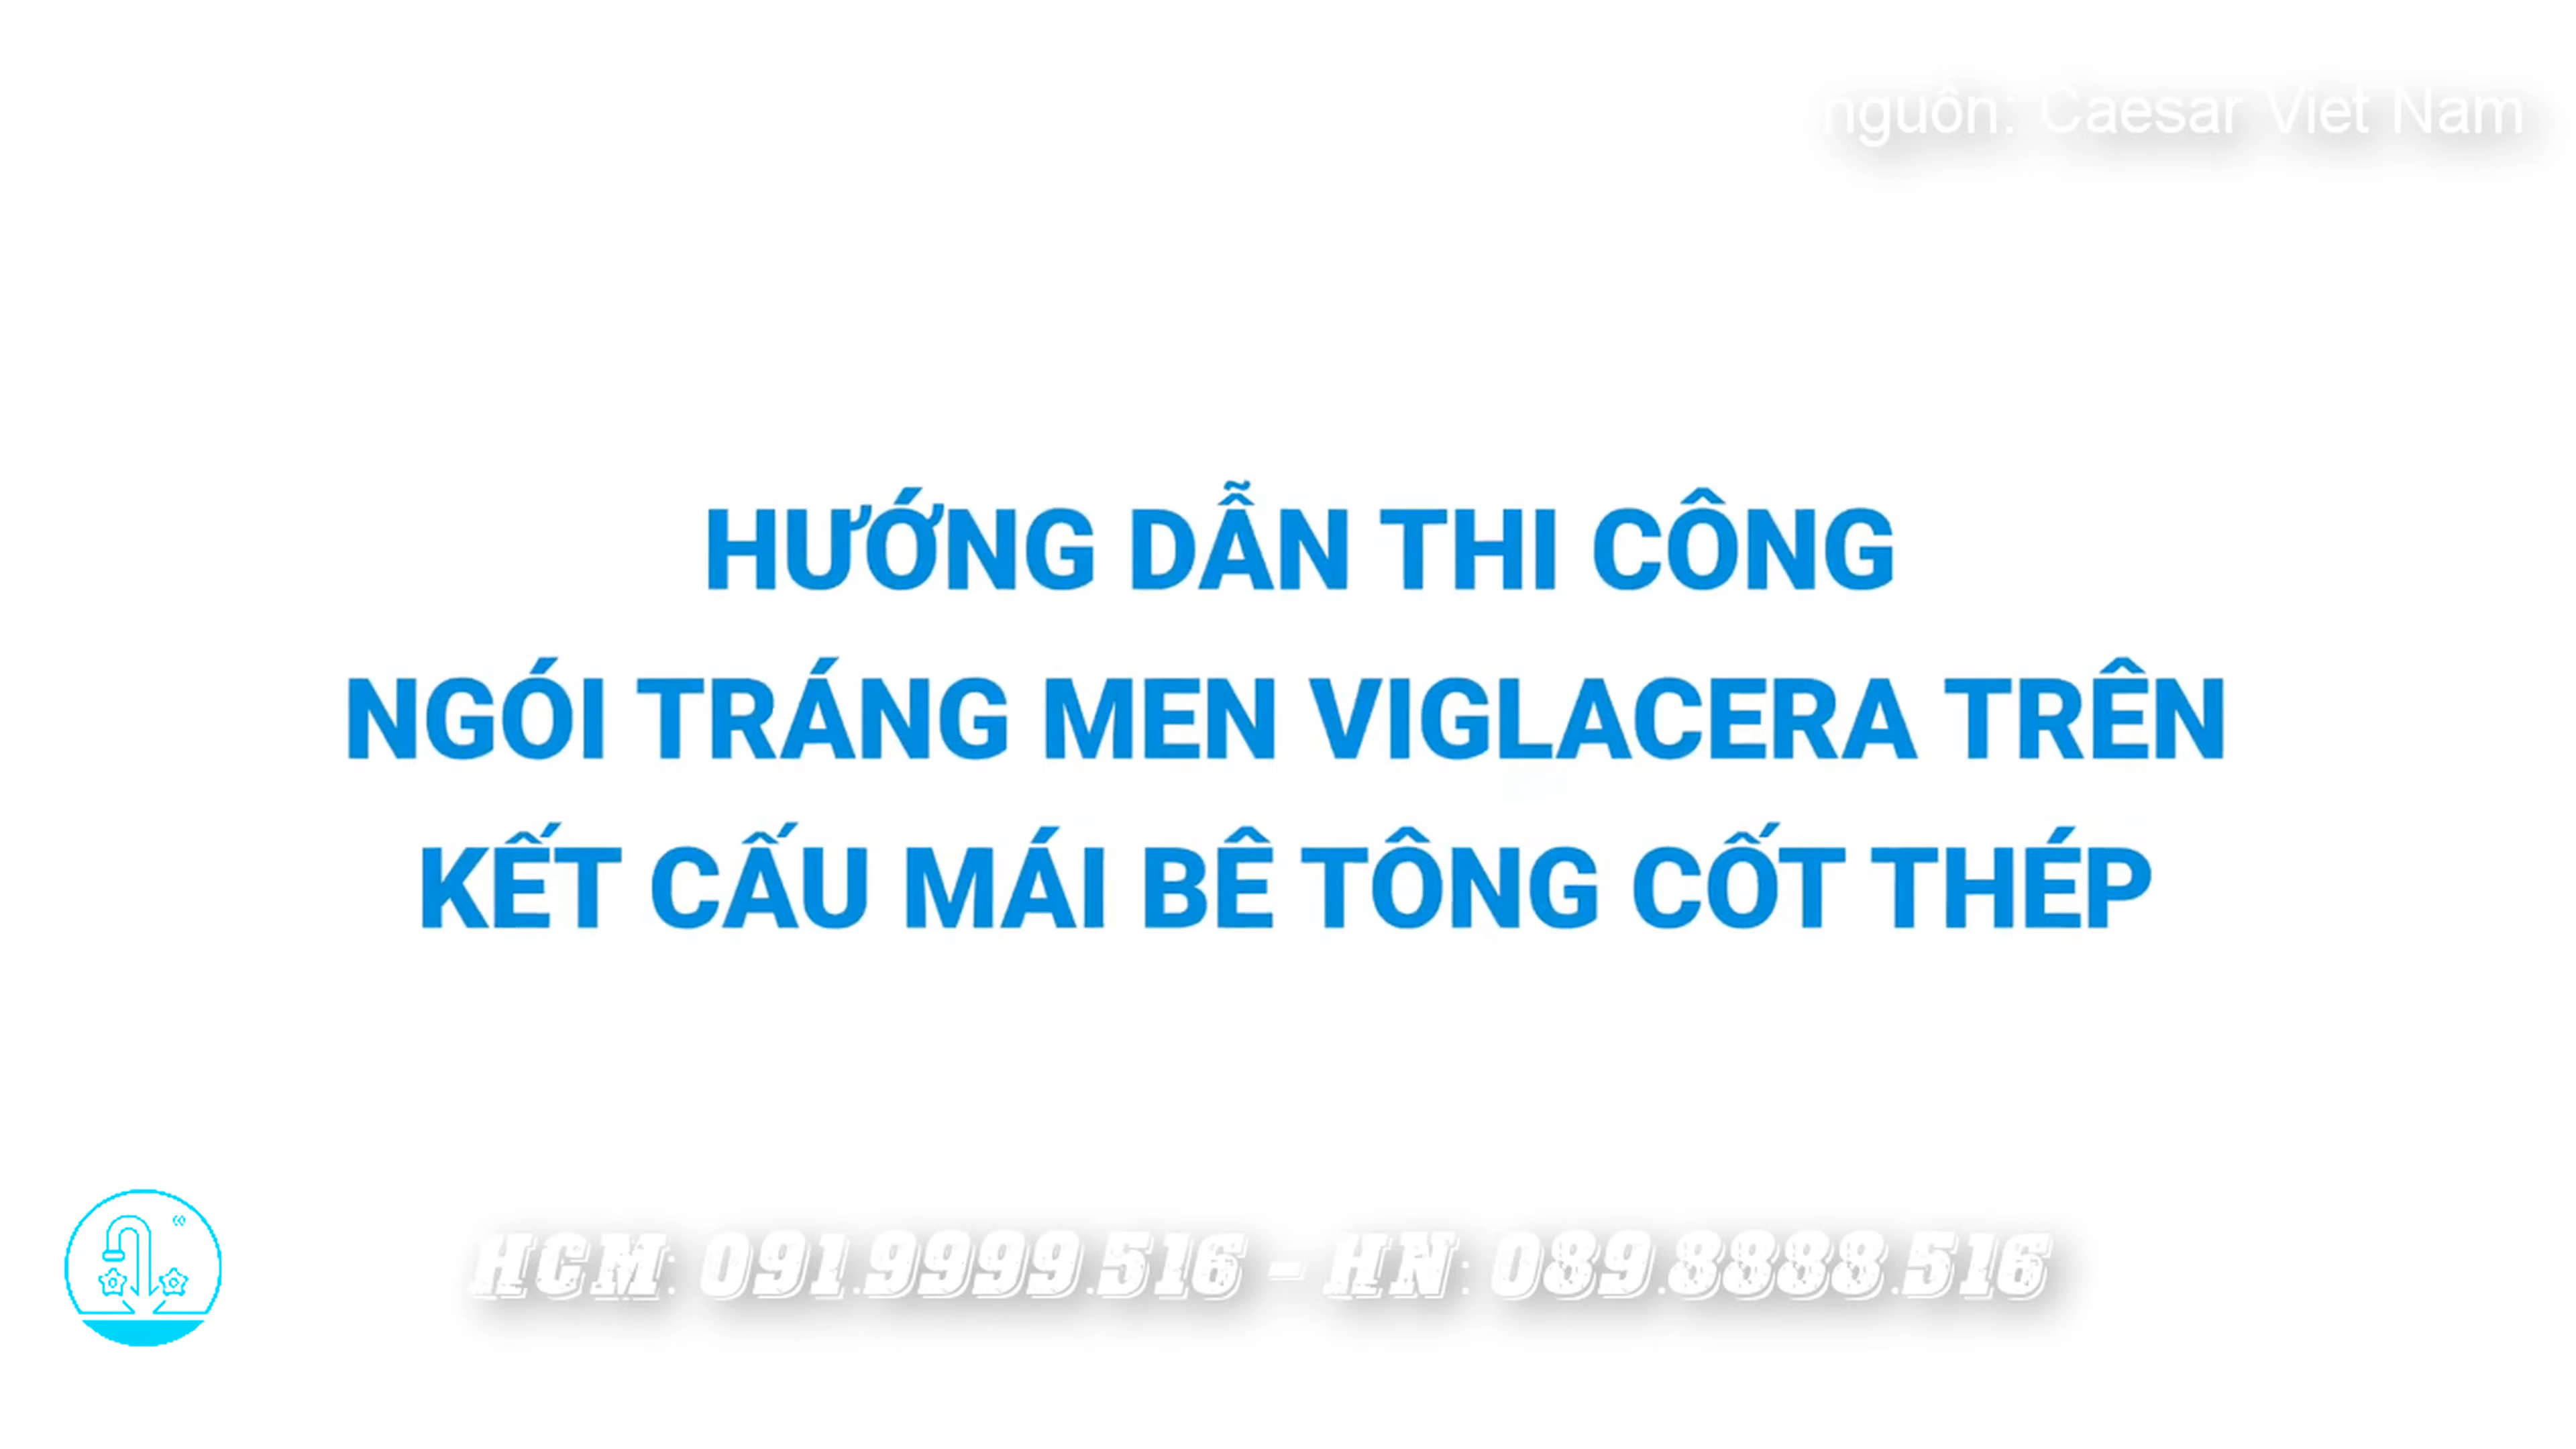 nguồn: Caesar Viet Nam
HƯỚNG DẪN THI CÔNG
NGÓI TRÁNG MEN VIGLACERA TRÊN
KẾT CẤU MÁI BÊ TÔNG CỐT THÉP
HCM: 091.9999.516 - HN: 089.8888.516